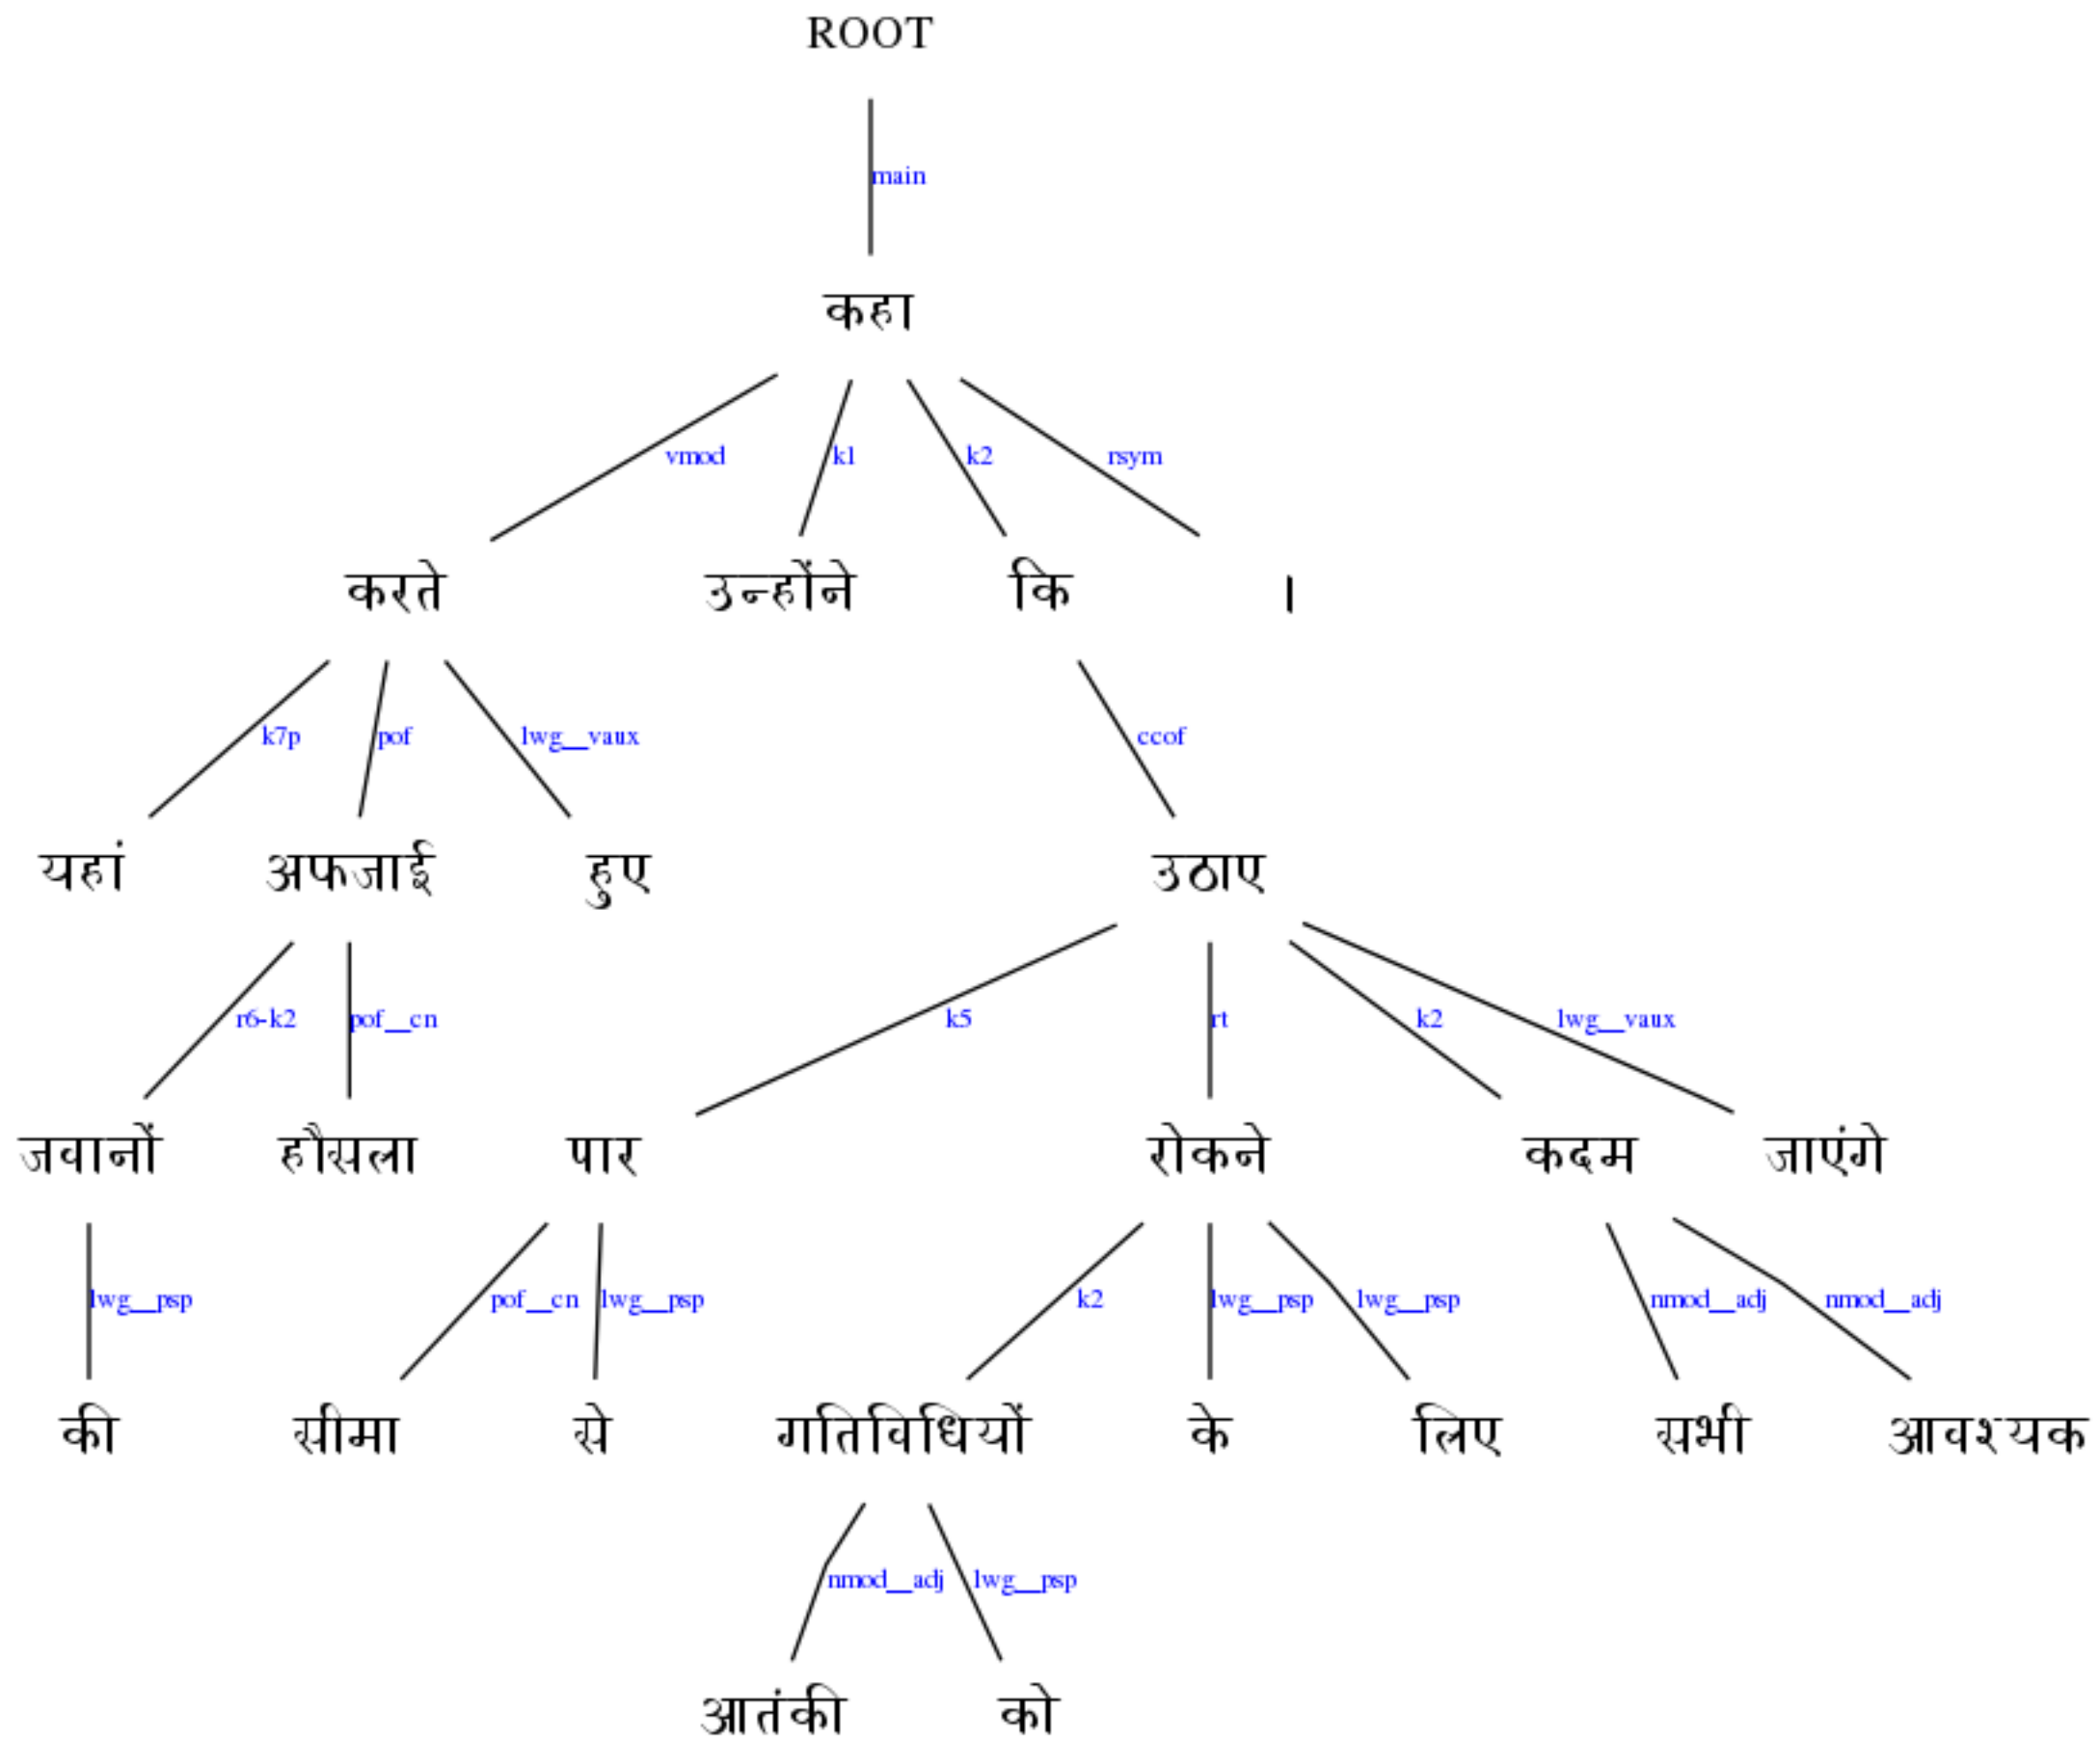 ROOT
main
कहा
vmod k1 k2 rsym
करते उन्होंने कि ।
k7p pof lwg__vaux ccof
यहां अफजाई हुए उठाए
r6-k2 pof__cn k5 rt k2 lwg__vaux
जवानों हौसला पार रोकने कदम जाएंगे
lwg__psp pof__cn lwg__psp k2 lwg__psp lwg__psp nmod__adj nmod__adj
की सीमा से गतिविधियों के लिए सभी आवश्यक
nmod__adj lwg__psp
आतंकी को